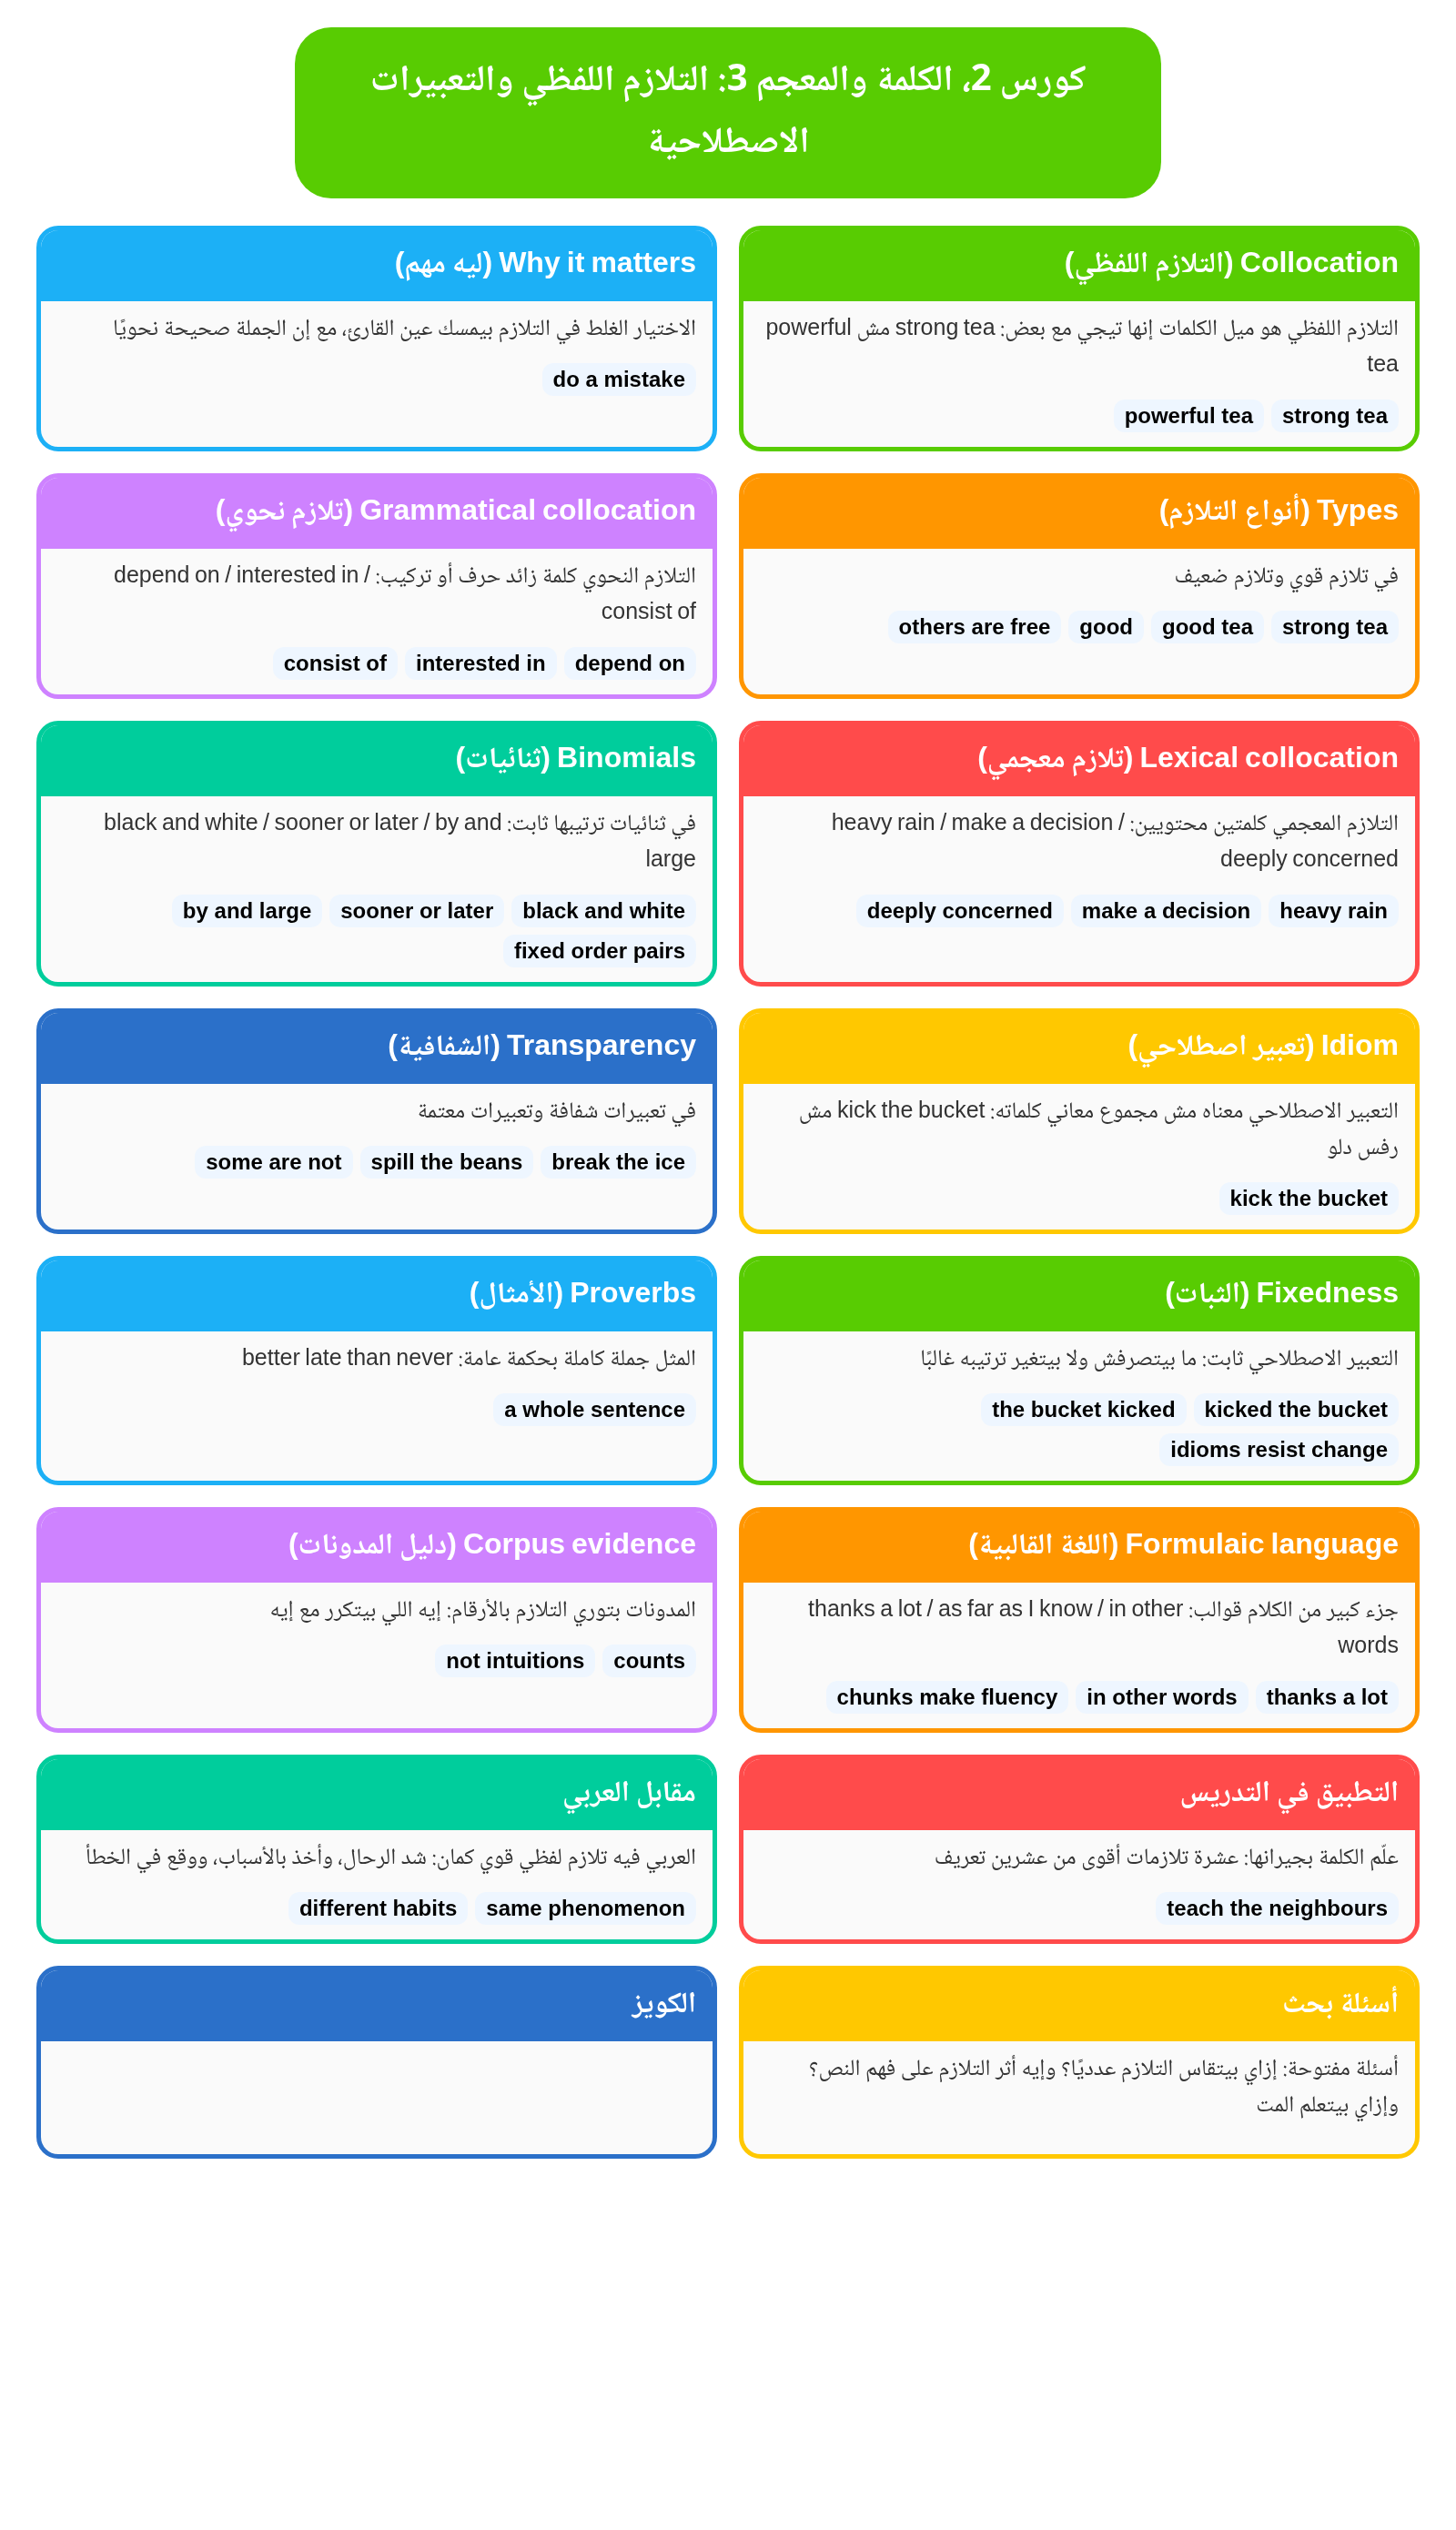 كورس 2، الكلمة والمعجم 3: التلازم اللفظي والتعبيرات
الاصطلاحية
Collocation (التلازم اللفظي)
التلازم اللفظي هو ميل الكلمات إنها تيجي مع بعض: strong tea مش powerful
tea
strong tea powerful tea
Why it matters (ليه مهم)
الاختيار الغلط في التلازم بيمسك عين القارئ، مع إن الجملة صحيحة نحويًا
do a mistake
Types (أنواع التلازم)
في تلازم قوي وتلازم ضعيف
strong tea good tea good others are free
Grammatical collocation (تلازم نحوي)
التلازم النحوي كلمة زائد حرف أو تركيب: depend on / interested in /
consist of
depend on interested in consist of
Lexical collocation (تلازم معجمي)
التلازم المعجمي كلمتين محتويين: heavy rain / make a decision /
deeply concerned
heavy rain make a decision deeply concerned
Binomials (ثنائيات)
في ثنائيات ترتيبها ثابت: black and white / sooner or later / by and
large
black and white sooner or later by and large
fixed order pairs
Idiom (تعبير اصطلاحي)
التعبير الاصطلاحي معناه مش مجموع معاني كلماته: kick the bucket مش
رفس دلو
kick the bucket
Transparency (الشفافية)
في تعبيرات شفافة وتعبيرات معتمة
break the ice spill the beans some are not
Fixedness (الثبات)
التعبير الاصطلاحي ثابت: ما بيتصرفش ولا بيتغير ترتيبه غالبًا
kicked the bucket the bucket kicked
idioms resist change
Proverbs (الأمثال)
المثل جملة كاملة بحكمة عامة: better late than never
a whole sentence
Formulaic language (اللغة القالبية)
جزء كبير من الكلام قوالب: thanks a lot / as far as I know / in other
words
thanks a lot in other words chunks make fluency
Corpus evidence (دليل المدونات)
المدونات بتوري التلازم بالأرقام: إيه اللي بيتكرر مع إيه
counts not intuitions
التطبيق في التدريس
علّم الكلمة بجيرانها: عشرة تلازمات أقوى من عشرين تعريف
teach the neighbours
مقابل العربي
العربي فيه تلازم لفظي قوي كمان: شد الرحال، وأخذ بالأسباب، ووقع في الخطأ
same phenomenon different habits
أسئلة بحث
أسئلة مفتوحة: إزاي بيتقاس التلازم عدديًا؟ وإيه أثر التلازم على فهم النص؟
وإزاي بيتعلم المت
الكويز